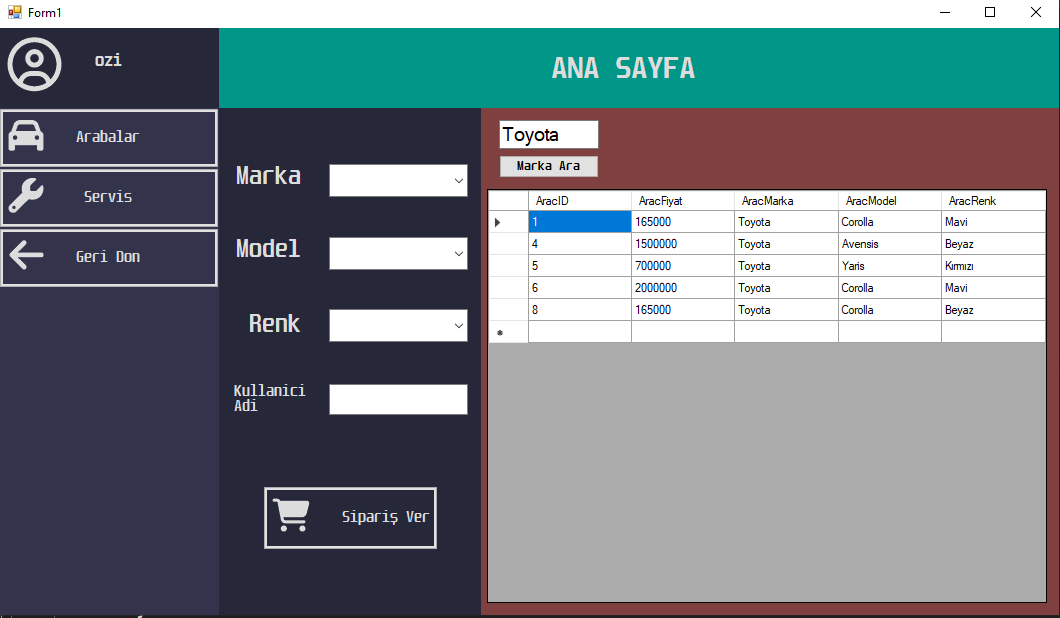 Form1
ozi
ANA SAYFA
Arabalar
Servis
Geri Don
Marka
Model
Renk
Kullanici
Adi
Sipariş Ver
Toyota
Marka Ara
AracID AracFiyat AracMarka AracModel AracRenk
1 165000 Toyota Corolla Mavi
4 1500000 Toyota Avensis Beyaz
5 700000 Toyota Yaris Kırmızı
6 2000000 Toyota Corolla Mavi
8 165000 Toyota Corolla Beyaz